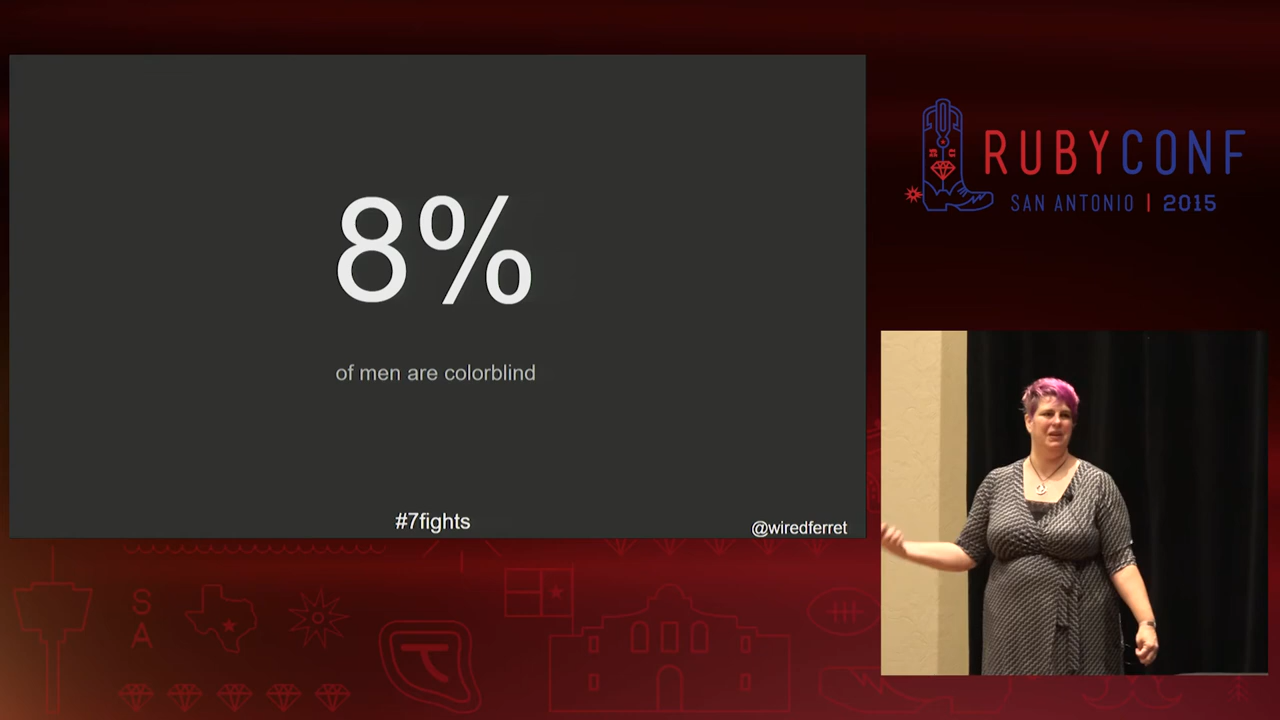 8%
of men are colorblind
#7fights
@wiredferret
RUBYCONF
SAN ANTONIO | 2015
S
A